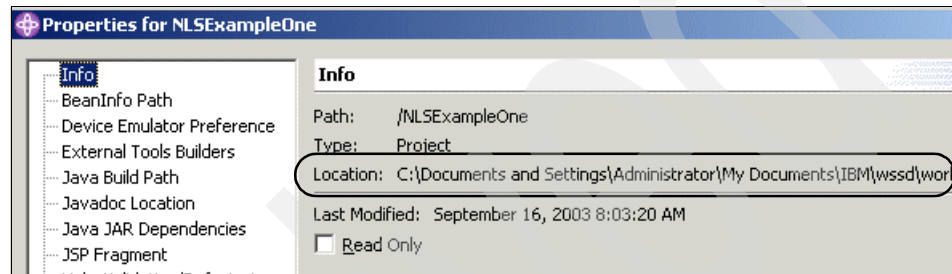 Properties for NLSExampleOne
Info
BeanInfo Path
Device Emulator Preference
External Tools Builders
Java Build Path
Javadoc Location
Java JAR Dependencies
JSP Fragment
Info
Path: /NLSExampleOne
Type: Project
Location: C:\Documents and Settings\Administrator\My Documents\IBM\wssd\work
Last Modified: September 16, 2003 8:03:20 AM
Read Only